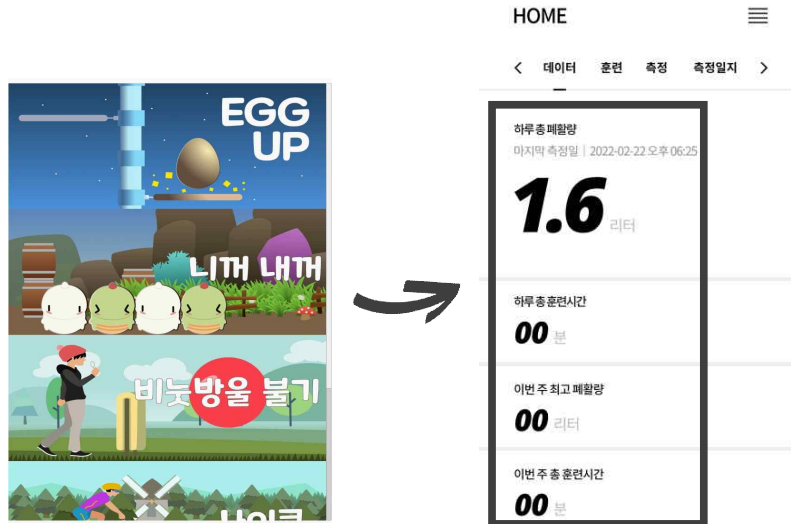 EGG
UP
니꺼 내꺼
비눗방울 불기
HOME
데이터 훈련 측정 측정일지
하루 총 폐활량
마지막 측정일 | 2022-02-22 오후 06:25
1.6 리터
하루 총 훈련시간
00 분
이번 주 최고 폐활량
00 리터
이번 주 총 훈련시간
00 분